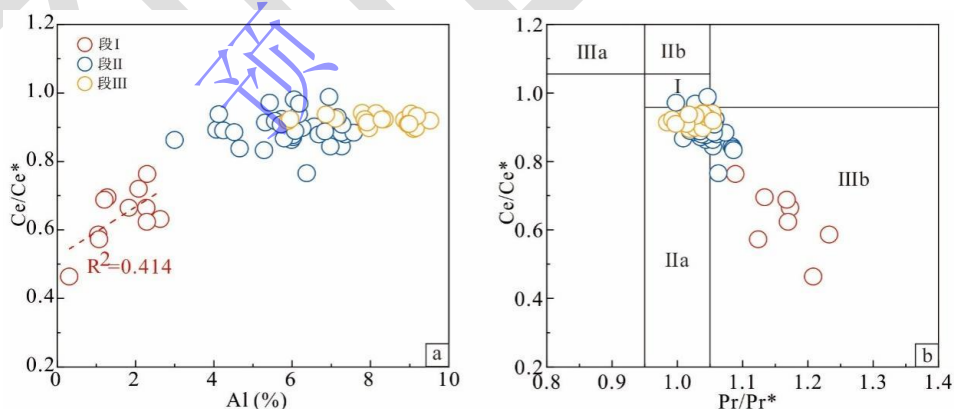 1.2
1.0
0.8
0.6
0.4
0.2
Ce/Ce*
段I
段II
段III
R²=0.414
a
0
2
4
6
8
10
Al (%)
1.2
1.0
0.8
0.6
0.4
0.2
Ce/Ce*
IIIa
IIb
I
IIIb
IIa
b
0.8
0.9
1.0
1.1
1.2
1.3
1.4
Pr/Pr*